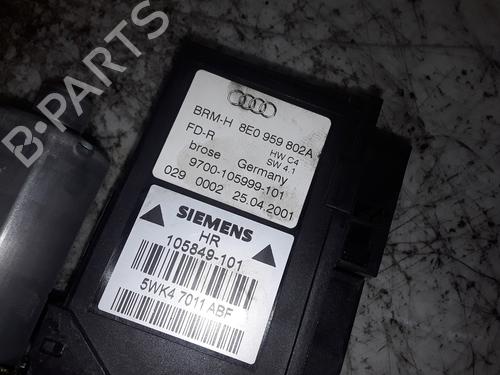 B-PARTS
BRM-H 8E0 959 802A
FD-R HW C4
SW 4.1
brose Germany
9700-105999-101
029 0002 25.04.2001
SIEMENS
HR
105849-101
5WK4 7011 ABF